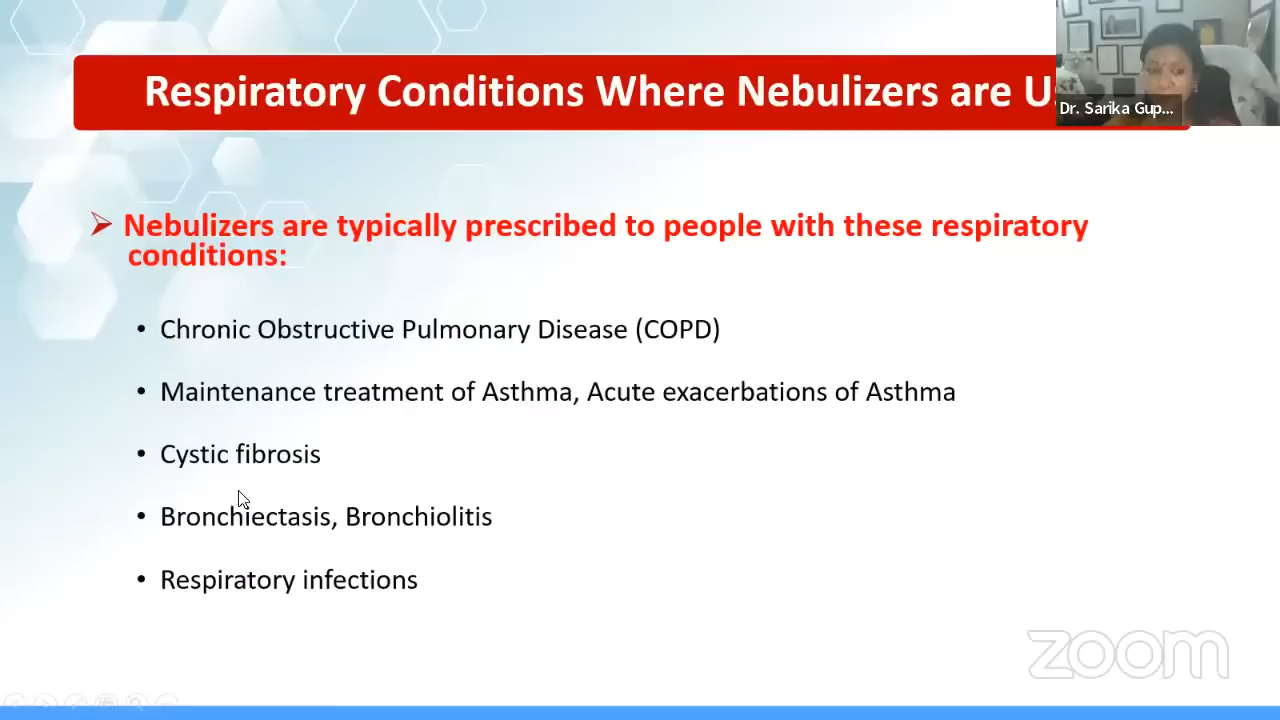 Respiratory Conditions Where Nebulizers are
Dr. Sarika Gup...
Nebulizers are typically prescribed to people with these respiratory
conditions:
Chronic Obstructive Pulmonary Disease (COPD)
Maintenance treatment of Asthma, Acute exacerbations of Asthma
Cystic fibrosis
Bronchiectasis, Bronchiolitis
Respiratory infections
zoom